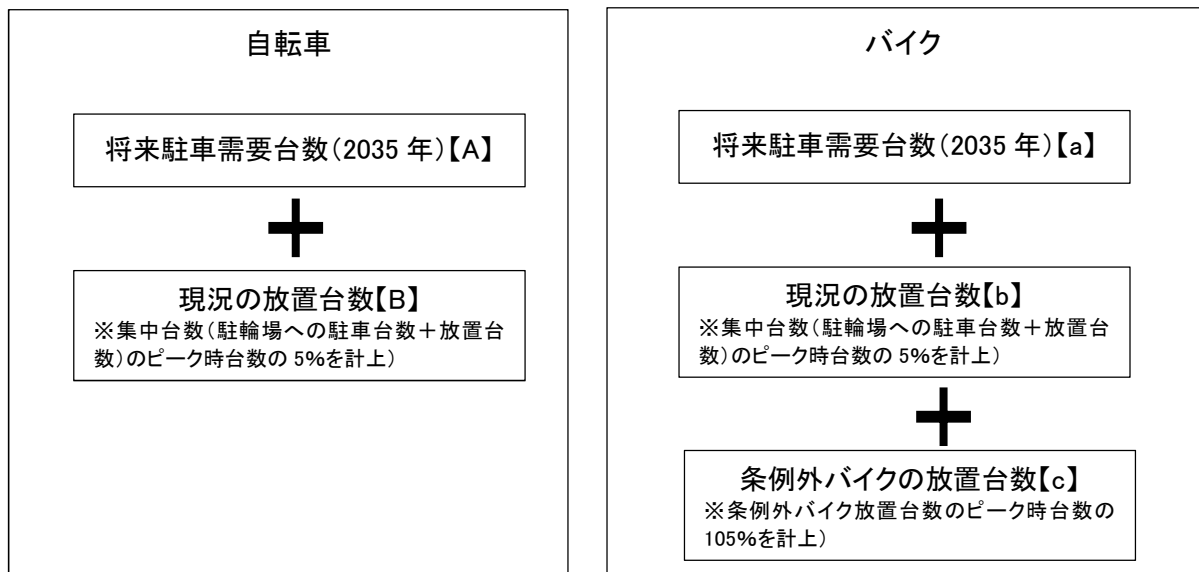 自転車
将来駐車需要台数(2035 年)【A】
+
現況の放置台数【B】
※集中台数(駐輪場への駐車台数+放置台
数)のピーク時台数の 5%を計上)
バイク
将来駐車需要台数(2035 年)【a】
+
現況の放置台数【b】
※集中台数(駐輪場への駐車台数+放置台
数)のピーク時台数の 5%を計上)
+
条例外バイクの放置台数【c】
※条例外バイク放置台数のピーク時台数の
105%を計上)